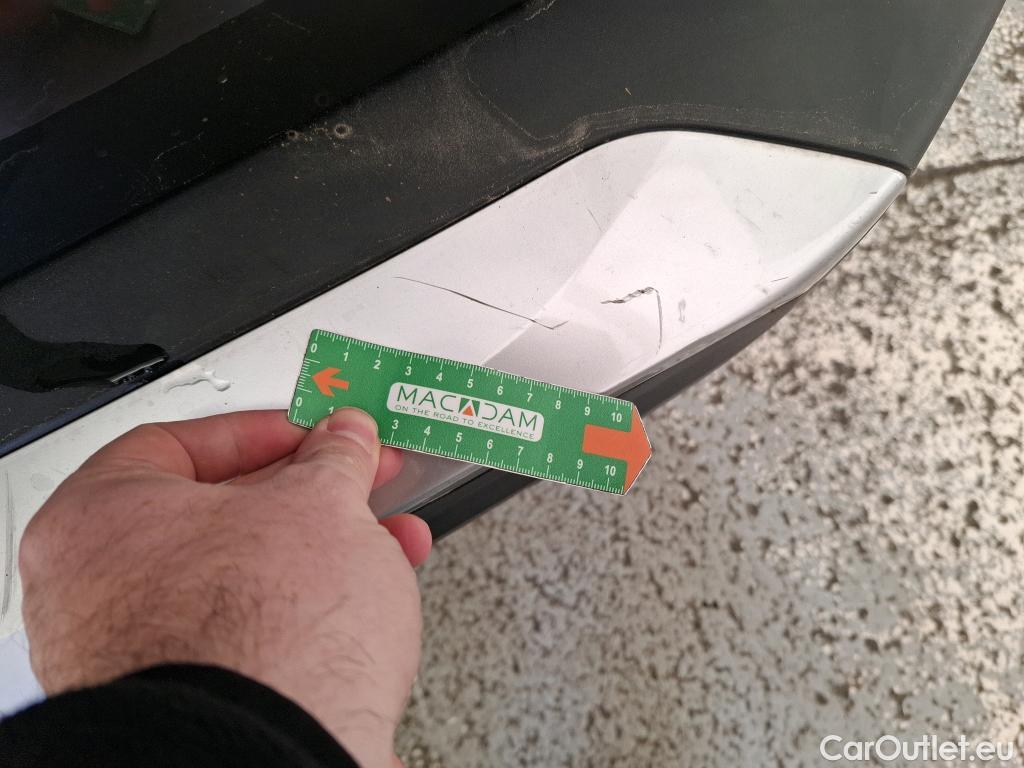 0 1 2 3 4 5 6 7 8 9 10
MACADAM
ON THE ROAD TO EXCELLENCE
0 1 3 4 5 6 7 8 9 10
CarOutlet.eu